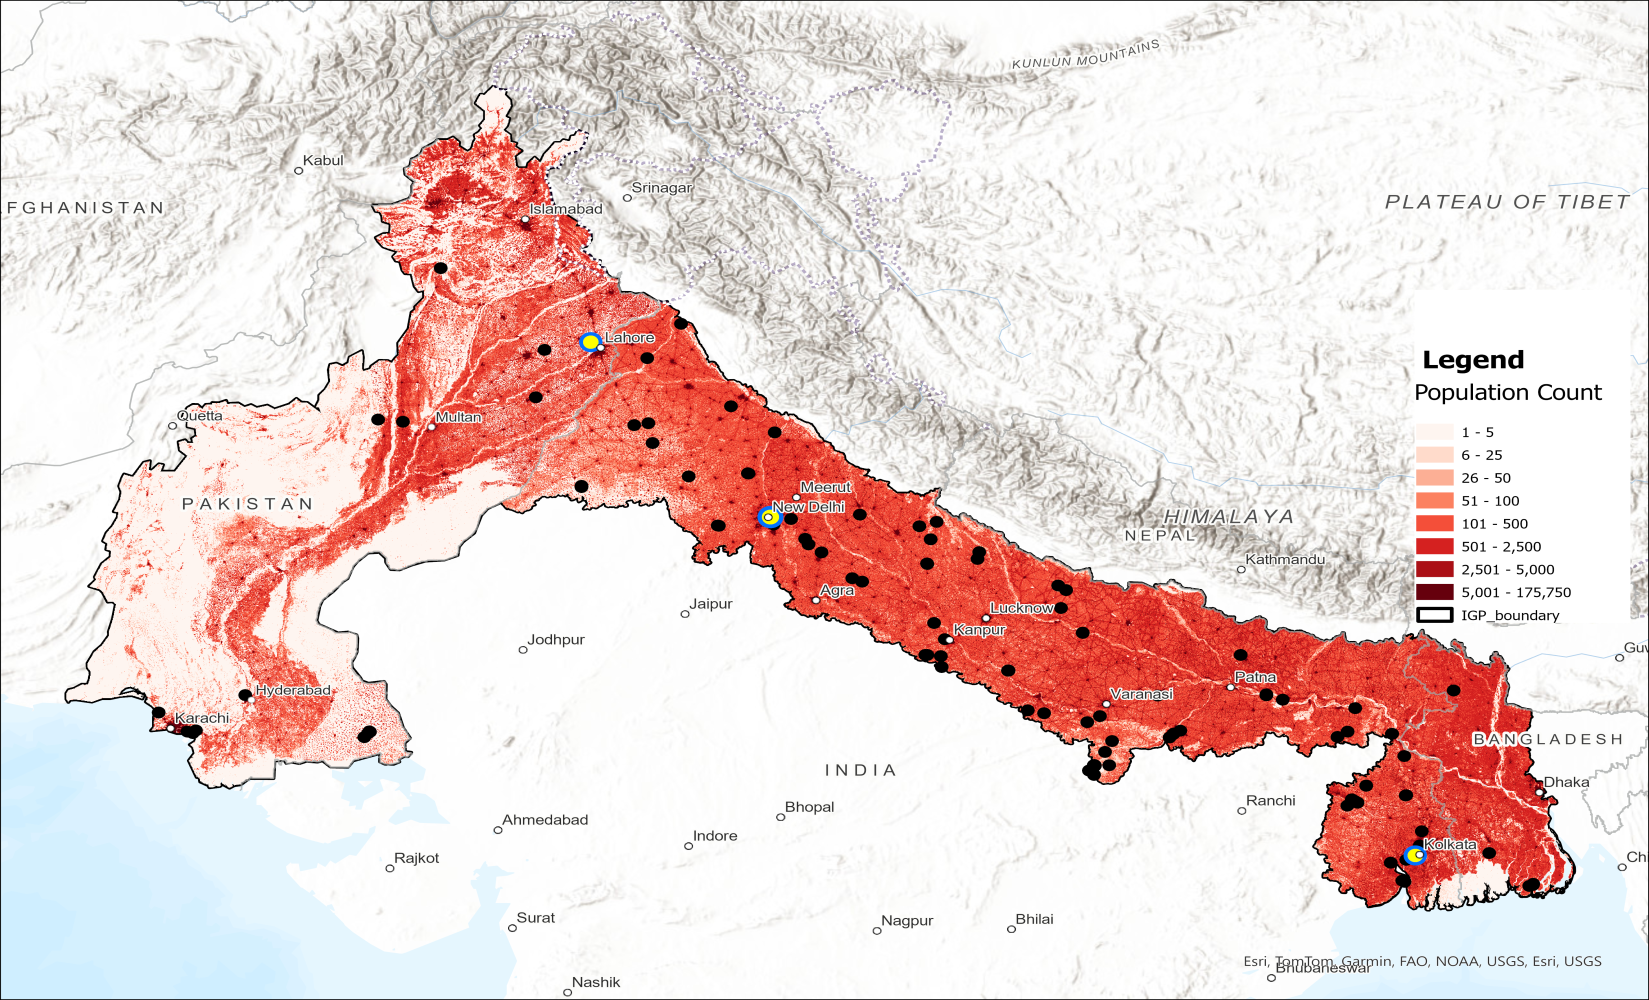 KUNLUN MOUNTAINS
Kabul
Srinagar
PLATEAU OF TIBET
FGHANISTAN
Islamabad
Lahore
Legend
Population Count
Quetta
Multan
1 - 5
6 - 25
26 - 50
51 - 100
101 - 500
501 - 2,500
2,501 - 5,000
5,001 - 175,750
IGP_boundary
PAKISTAN
Meerut
New Delhi
HIMALAYA
NEPAL
Kathmandu
Agra
Jaipur
Lucknow
Kanpur
Jodhpur
Guw
Patna
Hyderabad
Varanasi
Karachi
BANGLADESH
INDIA
Dhaka
Ranchi
Bhopal
Ahmedabad
Indore
Kolkata
Rajkot
Ch
Surat
Nagpur
Bhilai
Esri, TomTom, Garmin, FAO, NOAA, USGS, Esri, USGS
Bhubaneswar
Nashik